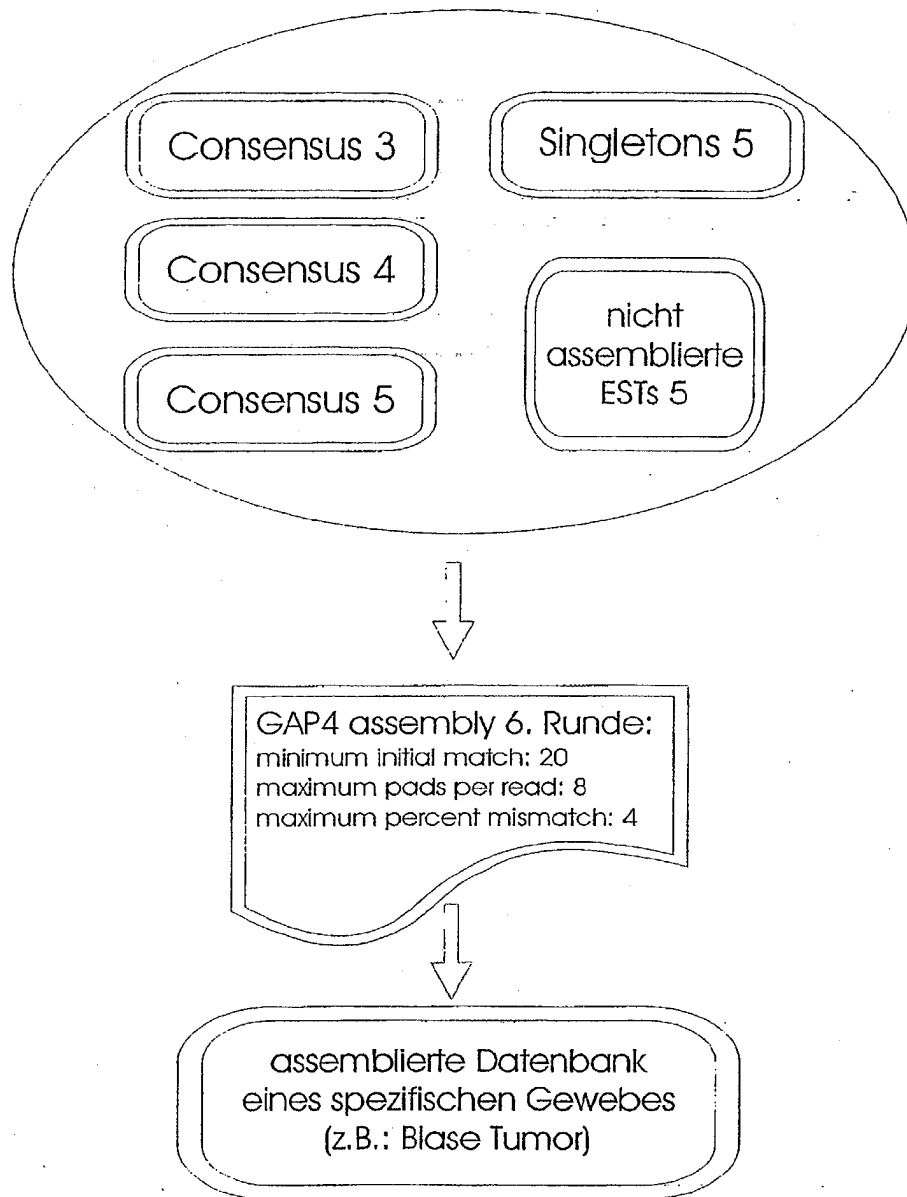 Consensus 3
Singletons 5
Consensus 4
Consensus 5
nicht
assemblierte
ESTs 5
GAP4 assembly 6. Runde:
minimum initial match: 20
maximum pads per read: 8
maximum percent mismatch: 4
assemblierte Datenbank
eines spezifischen Gewebes
(z.B.: Blase Tumor)